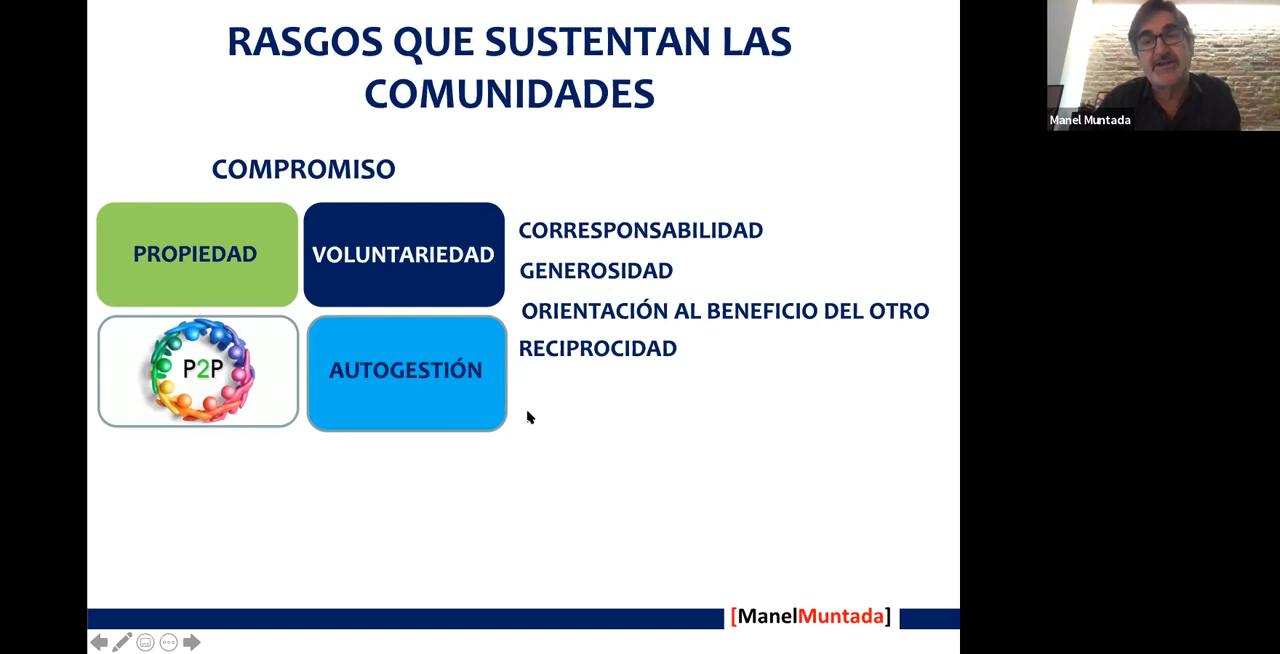 RASGOS QUE SUSTENTAN LAS
COMUNIDADES
COMPROMISO
PROPIEDAD
VOLUNTARIEDAD
P2P
AUTOGESTIÓN
CORRESPONSABILIDAD
GENEROSIDAD
ORIENTACIÓN AL BENEFICIO DEL OTRO
RECIPROCIDAD
[ManelMuntada]
Manel Muntada